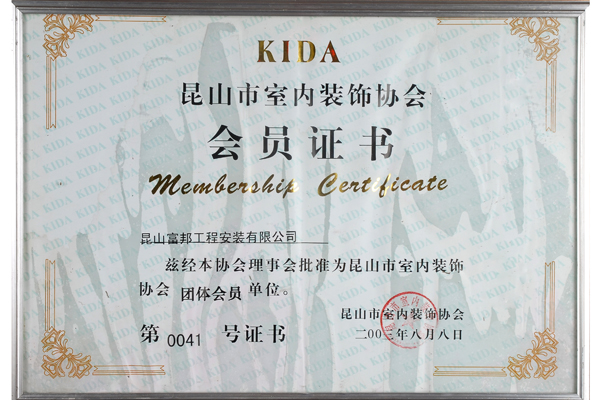 KIDA
昆山市室内装饰协会
会员证书
Membership Certificate
昆山富邦工程安装有限公司
兹经本协会理事会批准为昆山市室内装饰
协会 团体会员 单位。
昆山市室内装饰协会
第 0041 号证书
年八月八日